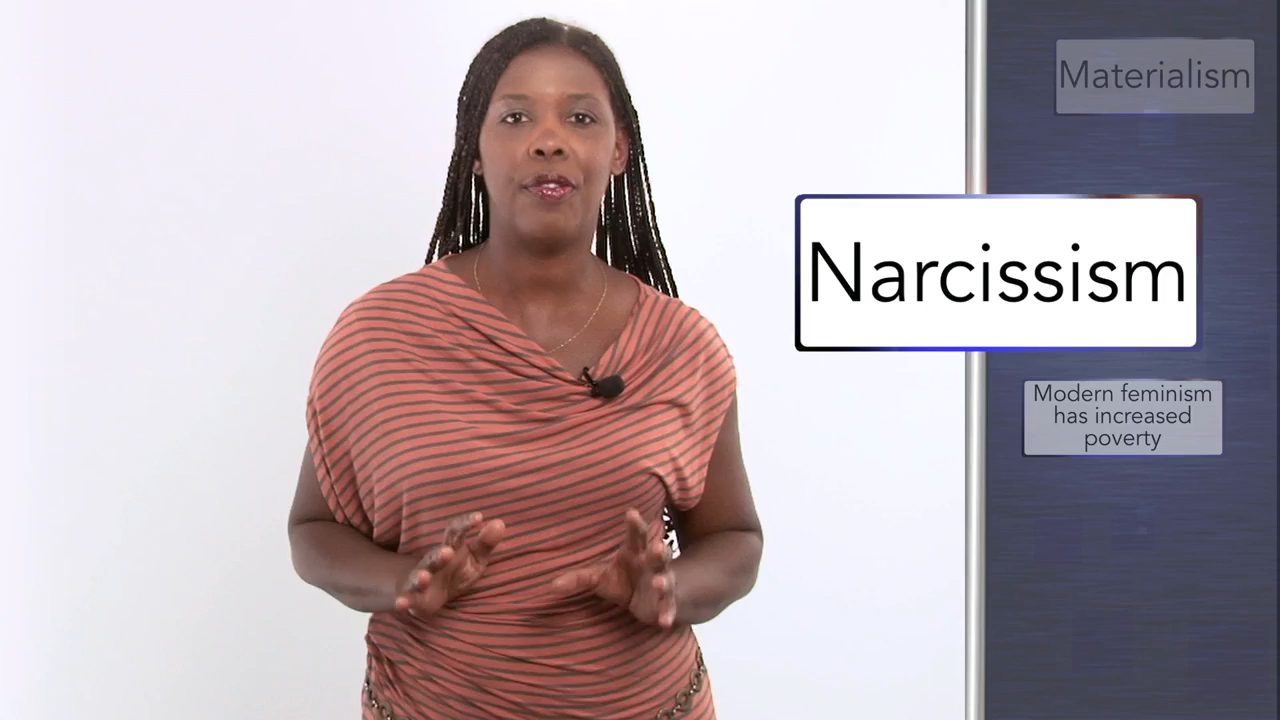 Materialism
Narcissism
Modern feminism
has increased
poverty